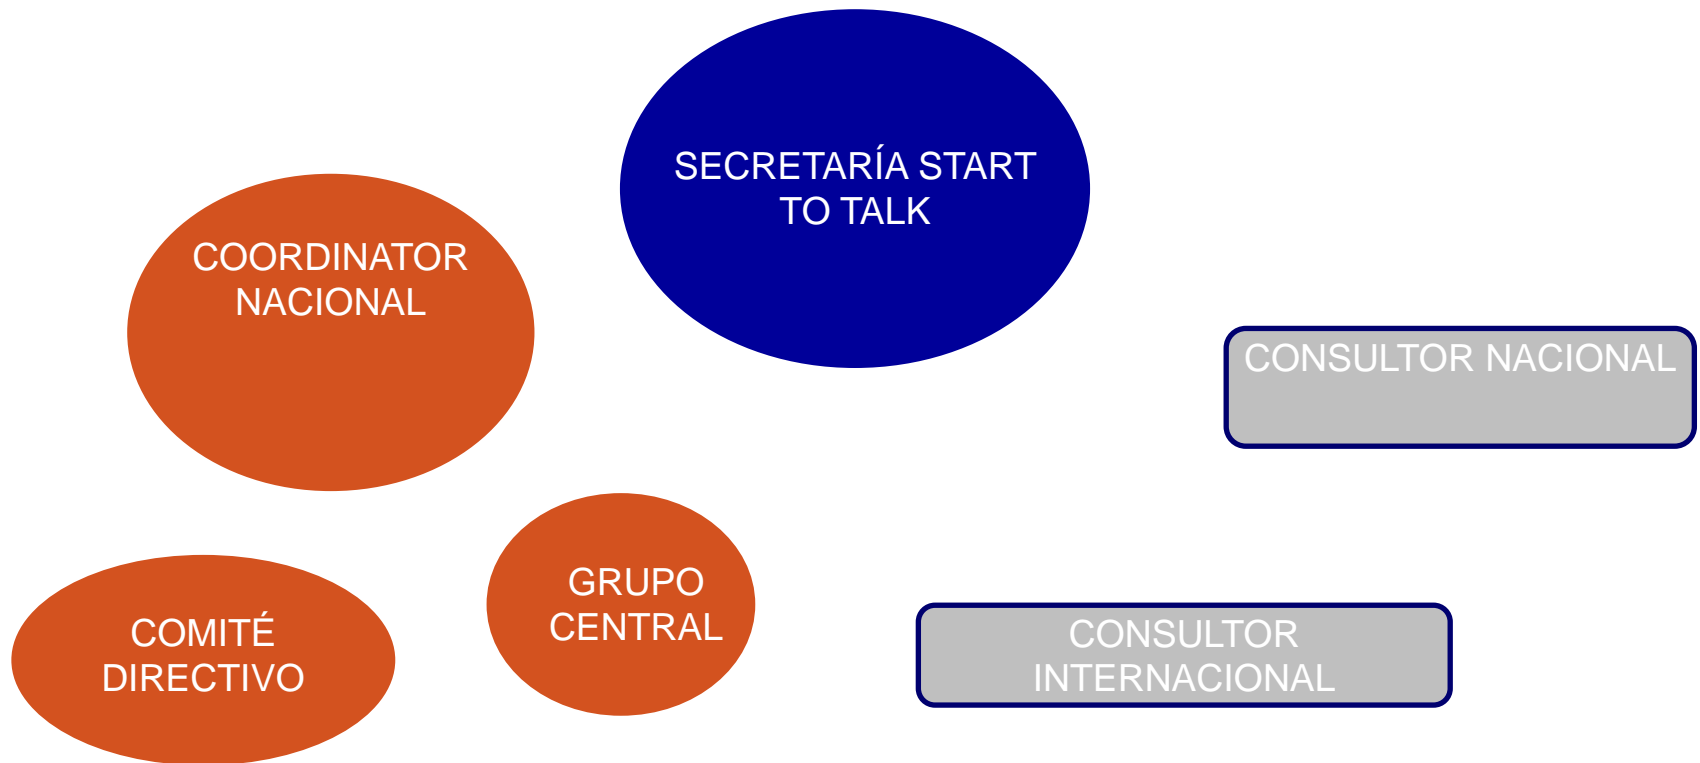 SECRETARÍA START
TO TALK
COORDINATOR
NACIONAL
CONSULTOR NACIONAL
GRUPO
CENTRAL
COMITÉ
DIRECTIVO
CONSULTOR
INTERNACIONAL